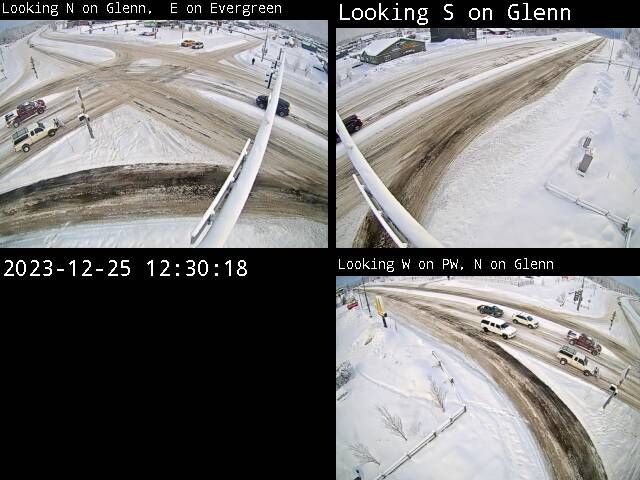 Looking N on Glenn,  E on Evergreen
Looking S on Glenn
2023-12-25 12:30:18
Looking W on PW, N on Glenn